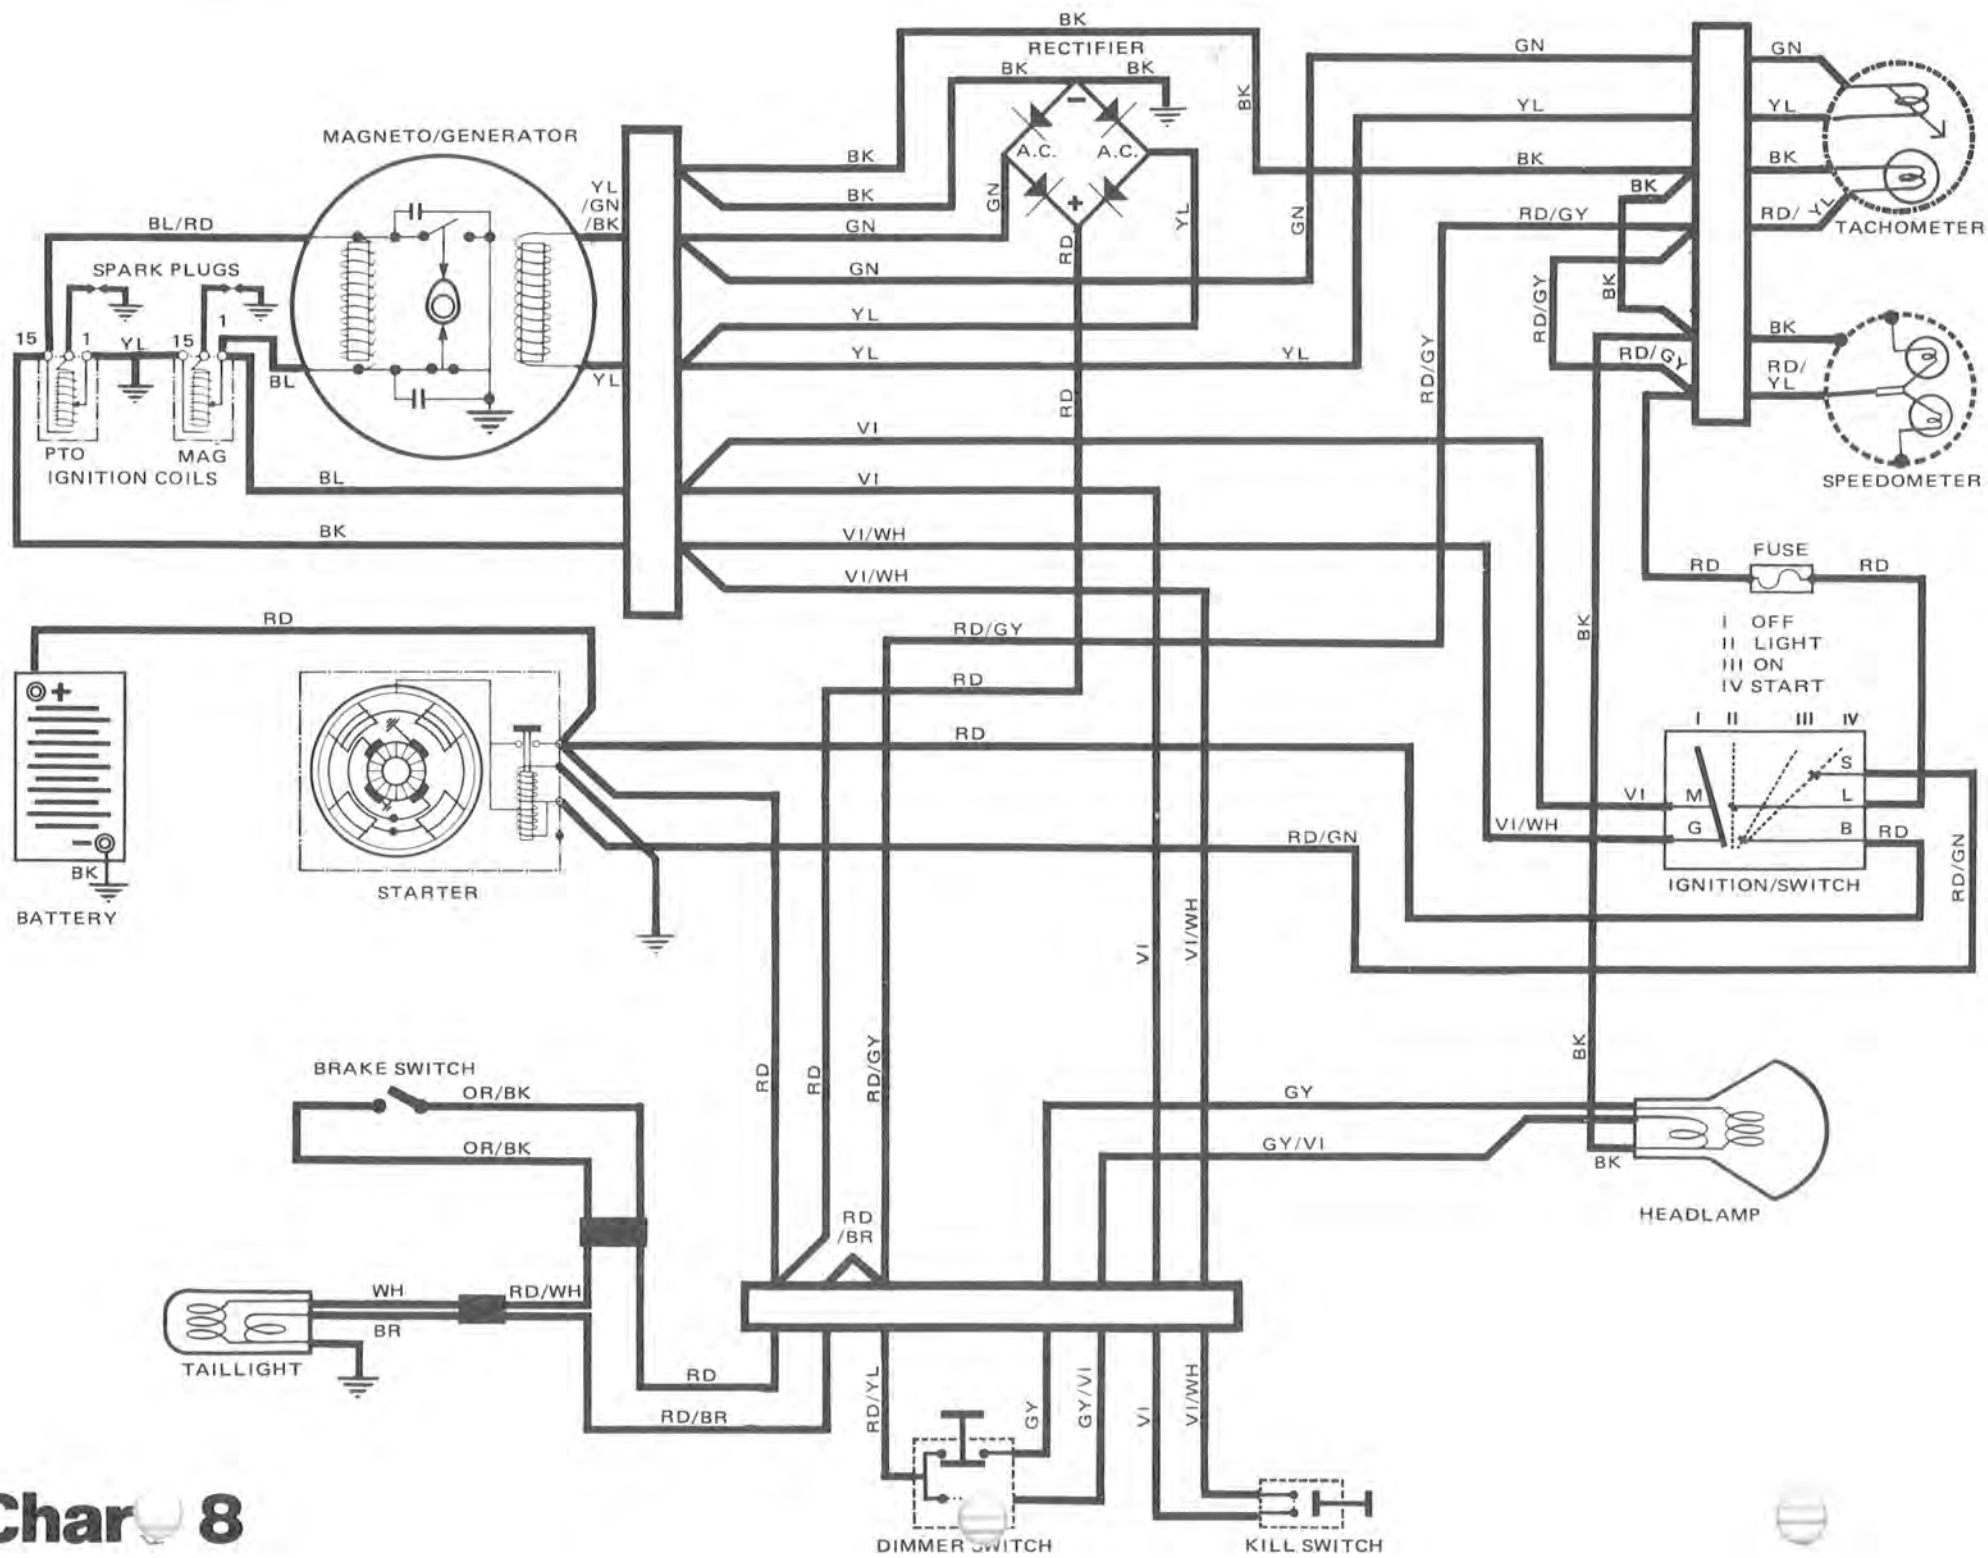 BK
RECTIFIER
BK BK
GN GN
BK
YL YL
MAGNETO/GENERATOR
A.C. A.C.
BK BK BK
BK
YL
/GN
/BK
BK
GN YL
BL/RD
GN
RD/GY RD/ YL
TACHOMETER
SPARK PLUGS
GN
RD
GN
RD/GY
BK
15 1 YL 15 1
YL
BK
BL
YL
YL
YL
RD/GY
RD/GY
RD/
YL
RD
PTO MAG
IGNITION COILS
VI
BL
VI
SPEEDOMETER
BK
VI/WH
VI/WH
FUSE
RD RD
RD
RD/GY
BK
I OFF
II LIGHT
III ON
IV START
RD
I II III IV
+
RD
S
VI M L
VI/WH G B RD
RD/GN
-
BK
BATTERY
STARTER
IGNITION/SWITCH
RD/GN
VI
VI/WH
BRAKE SWITCH
OR/BK
RD
RD
RD/GY
BK
GY
OR/BK
GY/VI
BK
RD
/BR
HEADLAMP
WH RD/WH
BR
TAILLIGHT
RD
RD/BR
RD/YL
GY
GY/VI
VI
VI/WH
DIMMER SWITCH
KILL SWITCH
8